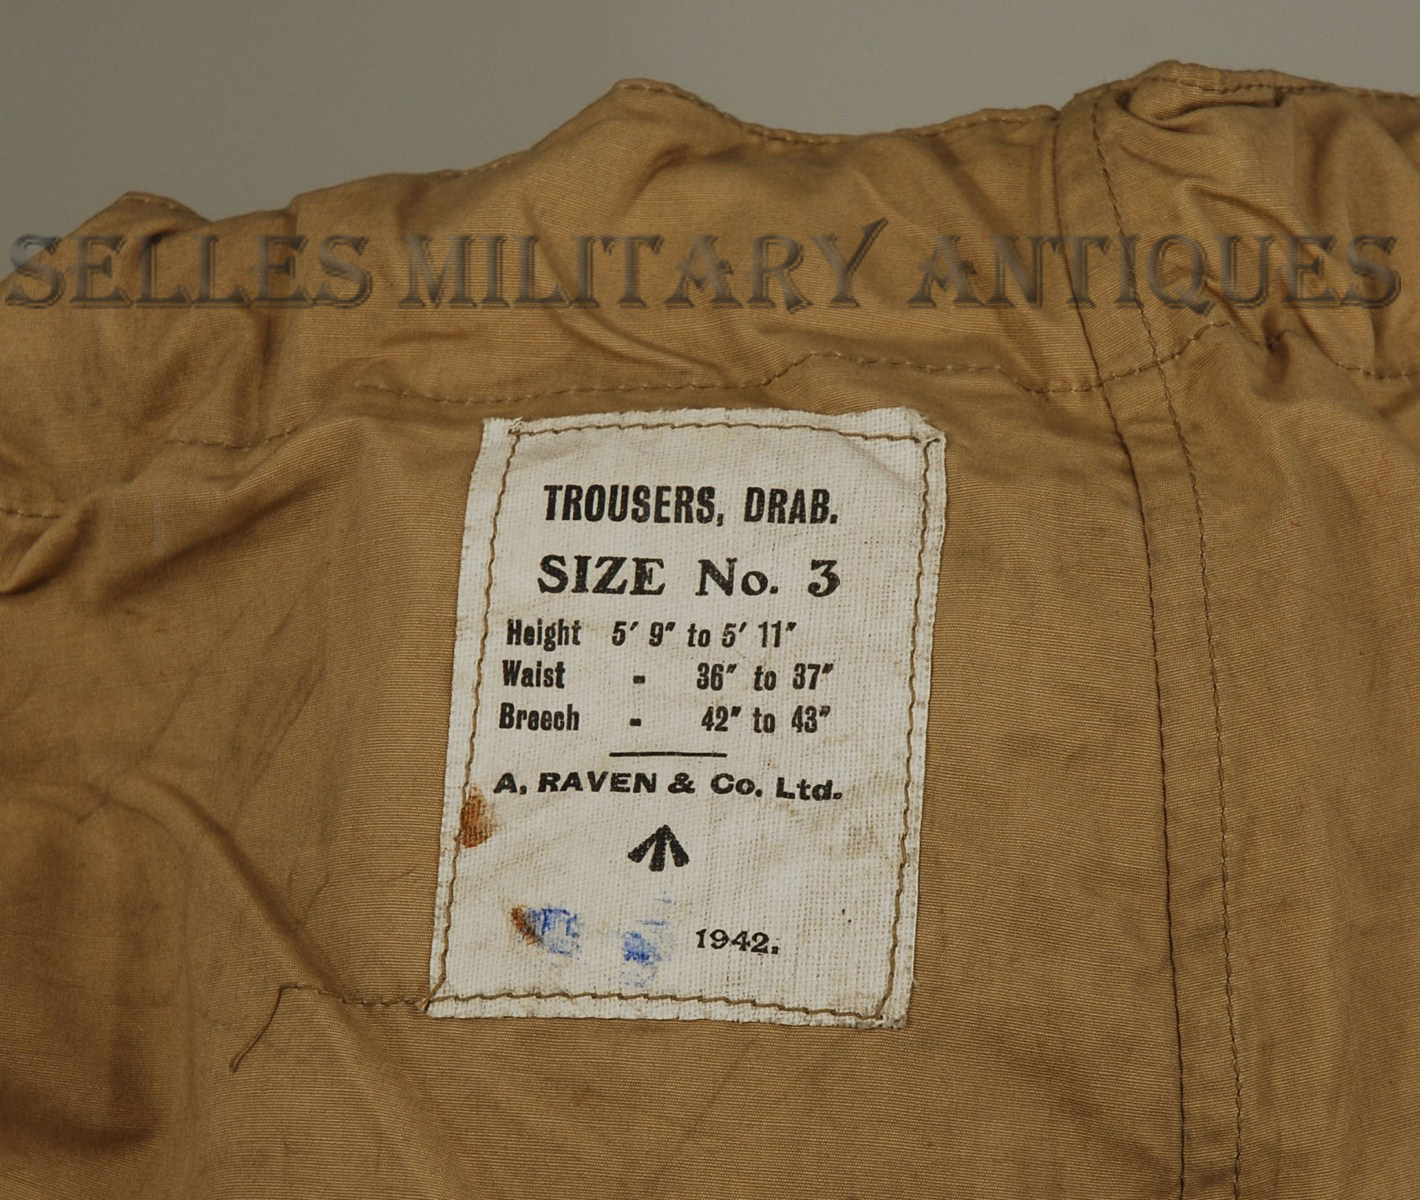 SELLES MILITARY ANTIQUES
TROUSERS, DRAB.
SIZE No. 3
Height 5' 9" to 5' 11"
Waist - 36" to 37"
Breech - 42" to 43"
A. RAVEN & Co. Ltd.
1942.